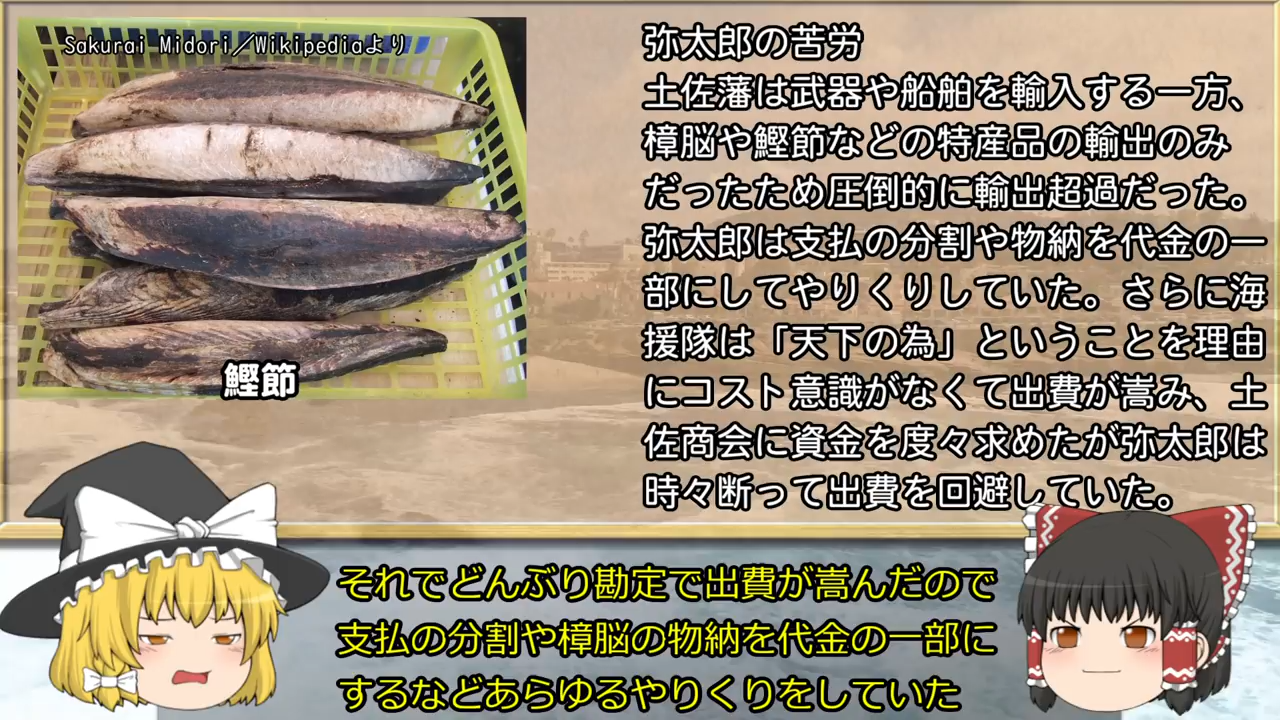 Sakurai Midori/Wikipediaより
鰹節
弥太郎の苦労
土佐藩は武器や船舶を輸入する一方、
樟脳や鰹節などの特産品の輸出のみ
だったため圧倒的に輸出超過だった。
弥太郎は支払の分割や物納を代金の一
部にしてやりくりしていた。さらに海
援隊は「天下の為」ということを理由
にコスト意識がなくて出費が嵩み、土
佐商会に資金を度々求めたが弥太郎は
時々断って出費を回避していた。
それでどんぶり勘定で出費が嵩んだので
支払の分割や樟脳の物納を代金の一部に
するなどあらゆるやりくりをしていた